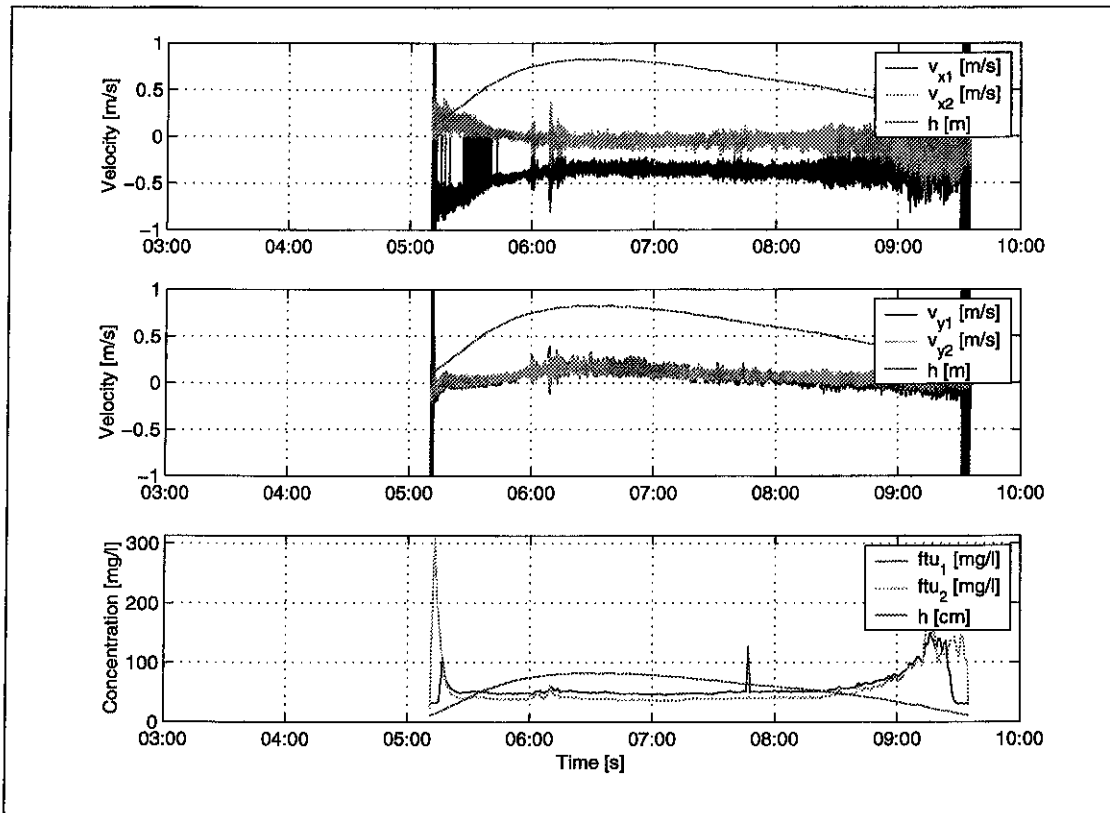 1
0.5
0
−0.5
−1
Velocity [m/s]
v_x1 [m/s]
v_x2 [m/s]
h [m]
03:00 04:00 05:00 06:00 07:00 08:00 09:00 10:00
1
0.5
0
−0.5
−1
Velocity [m/s]
v_y1 [m/s]
v_y2 [m/s]
h [m]
03:00 04:00 05:00 06:00 07:00 08:00 09:00 10:00
300
200
100
0
Concentration [mg/l]
ftu_1 [mg/l]
ftu_2 [mg/l]
h [cm]
03:00 04:00 05:00 06:00 07:00 08:00 09:00 10:00
Time [s]